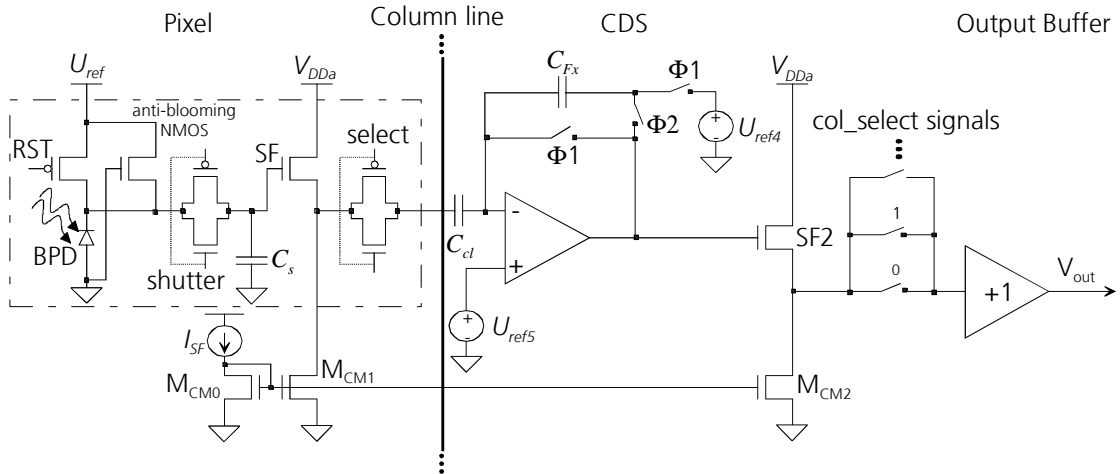 Pixel
Column line
CDS
Output Buffer
U_ref
V_DDa
C_Fx
Φ1
V_DDa
anti-blooming
NMOS
Φ2
U_ref4
col_select signals
RST
SF
select
Φ1
1
SF2
0
BPD
C_s
C_cl
-
+
+
-
+
-
U_ref5
+1
V_out
shutter
I_SF
M_CM0
M_CM1
M_CM2